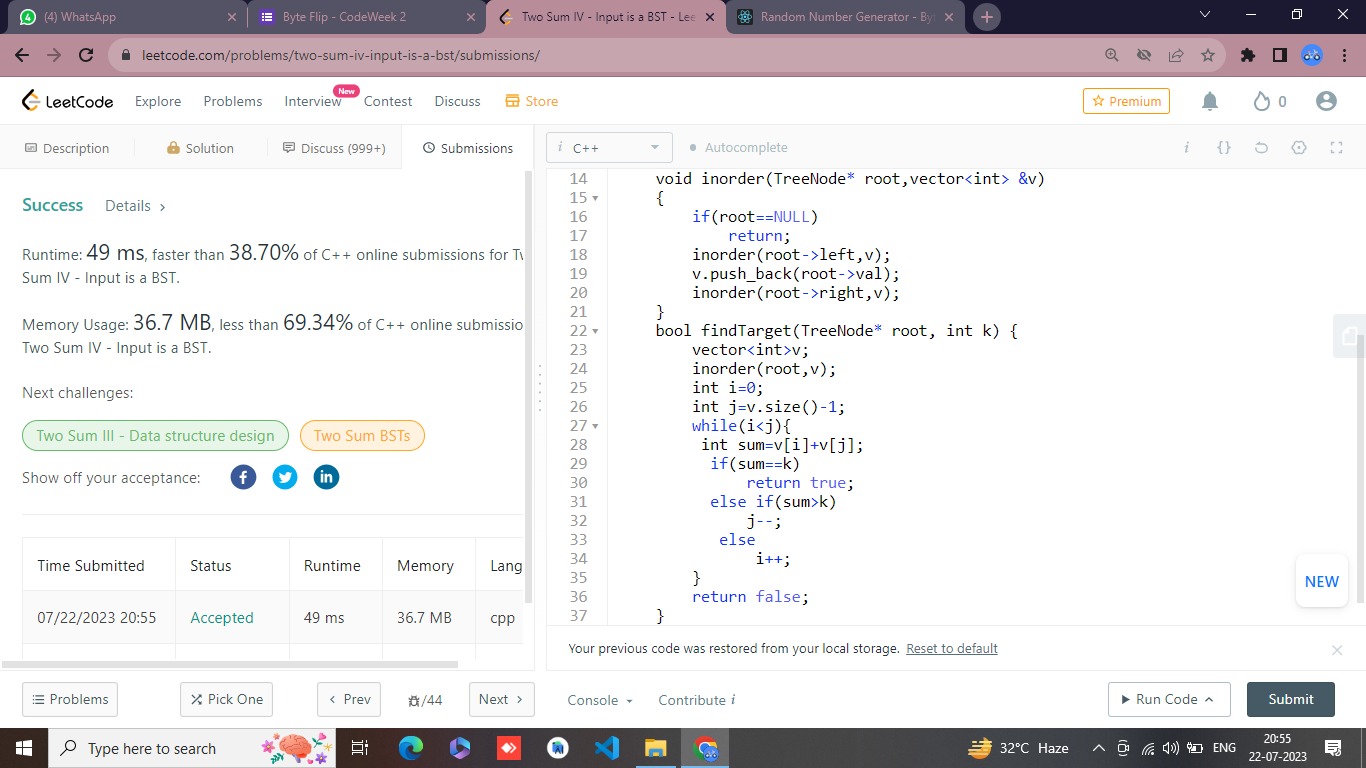 (4) WhatsApp
Byte Flip - CodeWeek 2
Two Sum IV - Input is a BST - Lee
Random Number Generator - By
leetcode.com/problems/two-sum-iv-input-is-a-bst/submissions/
LeetCode
Explore
Problems
Interview
New
Contest
Discuss
Store
Premium
0
Description
Solution
Discuss (999+)
Submissions
i C++
Autocomplete
Success
Details
Runtime: 49 ms, faster than 38.70% of C++ online submissions for Tw
Sum IV - Input is a BST.
Memory Usage: 36.7 MB, less than 69.34% of C++ online submissio
Two Sum IV - Input is a BST.
Next challenges:
Two Sum III - Data structure design
Two Sum BSTs
Show off your acceptance:
Time Submitted Status Runtime Memory Lang
07/22/2023 20:55 Accepted 49 ms 36.7 MB cpp
14 void inorder(TreeNode* root,vector<int> &v)
15 {
16 if(root==NULL)
17 return;
18 inorder(root->left,v);
19 v.push_back(root->val);
20 inorder(root->right,v);
21 }
22 bool findTarget(TreeNode* root, int k) {
23 vector<int>v;
24 inorder(root,v);
25 int i=0;
26 int j=v.size()-1;
27 while(i<j){
28 int sum=v[i]+v[j];
29 if(sum==k)
30 return true;
31 else if(sum>k)
32 j--;
33 else
34 i++;
35 }
36 return false;
37 }
NEW
Your previous code was restored from your local storage. Reset to default
Problems
Pick One
Prev
/44
Next
Console
Contribute i
Run Code
Submit
Type here to search
32°C Haze
ENG
20:55
22-07-2023